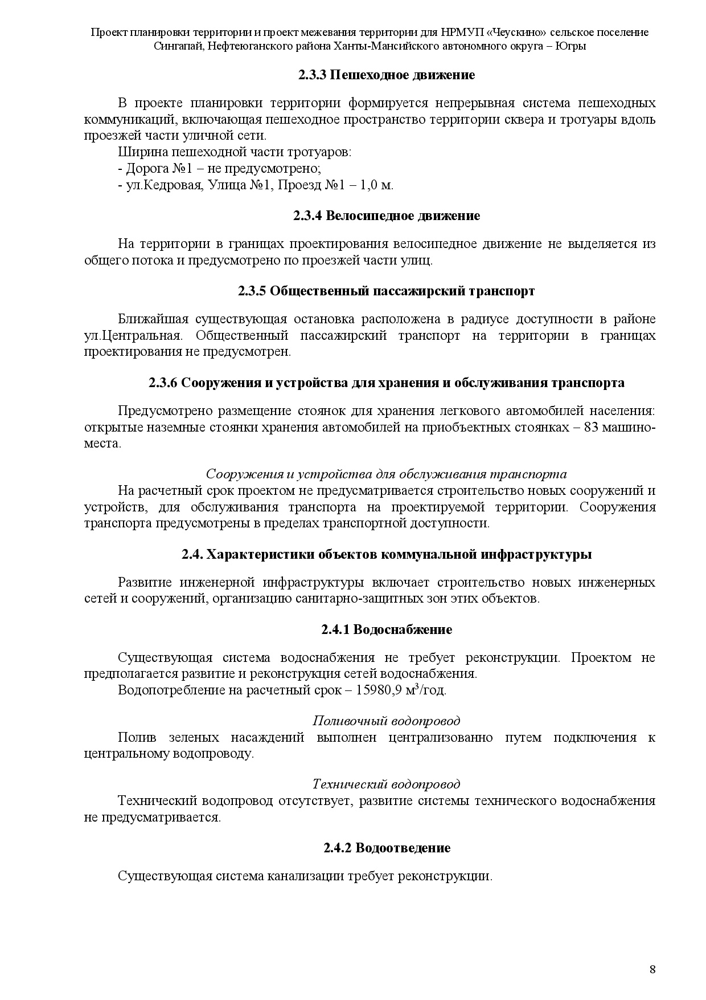 Проект планировки территории и проект межевания территории для НРМУП «Чеускино» сельское поселение
Сингапай, Нефтеюганского района Ханты-Мансийского автономного округа – Югры
2.3.3 Пешеходное движение
В проекте планировки территории формируется непрерывная система пешеходных
коммуникаций, включающая пешеходное пространство территории сквера и тротуары вдоль
проезжей части уличной сети.
Ширина пешеходной части тротуаров:
- Дорога №1 – не предусмотрено;
- ул.Кедровая, Улица №1, Проезд №1 – 1,0 м.
2.3.4 Велосипедное движение
На территории в границах проектирования велосипедное движение не выделяется из
общего потока и предусмотрено по проезжей части улиц.
2.3.5 Общественный пассажирский транспорт
Ближайшая существующая остановка расположена в радиусе доступности в районе
ул.Центральная. Общественный пассажирский транспорт на территории в границах
проектирования не предусмотрен.
2.3.6 Сооружения и устройства для хранения и обслуживания транспорта
Предусмотрено размещение стоянок для хранения легкового автомобилей населения:
открытые наземные стоянки хранения автомобилей на приобъектных стоянках – 83 машино-
места.
Сооружения и устройства для обслуживания транспорта
На расчетный срок проектом не предусматривается строительство новых сооружений и
устройств, для обслуживания транспорта на проектируемой территории. Сооружения
транспорта предусмотрены в пределах транспортной доступности.
2.4. Характеристики объектов коммунальной инфраструктуры
Развитие инженерной инфраструктуры включает строительство новых инженерных
сетей и сооружений, организацию санитарно-защитных зон этих объектов.
2.4.1 Водоснабжение
Существующая система водоснабжения не требует реконструкции. Проектом не
предполагается развитие и реконструкция сетей водоснабжения.
Водопотребление на расчетный срок – 15980,9 м³/год.
Поливочный водопровод
Полив зеленых насаждений выполнен централизованно путем подключения к
центральному водопроводу.
Технический водопровод
Технический водопровод отсутствует, развитие системы технического водоснабжения
не предусматривается.
2.4.2 Водоотведение
Существующая система канализации требует реконструкции.
8